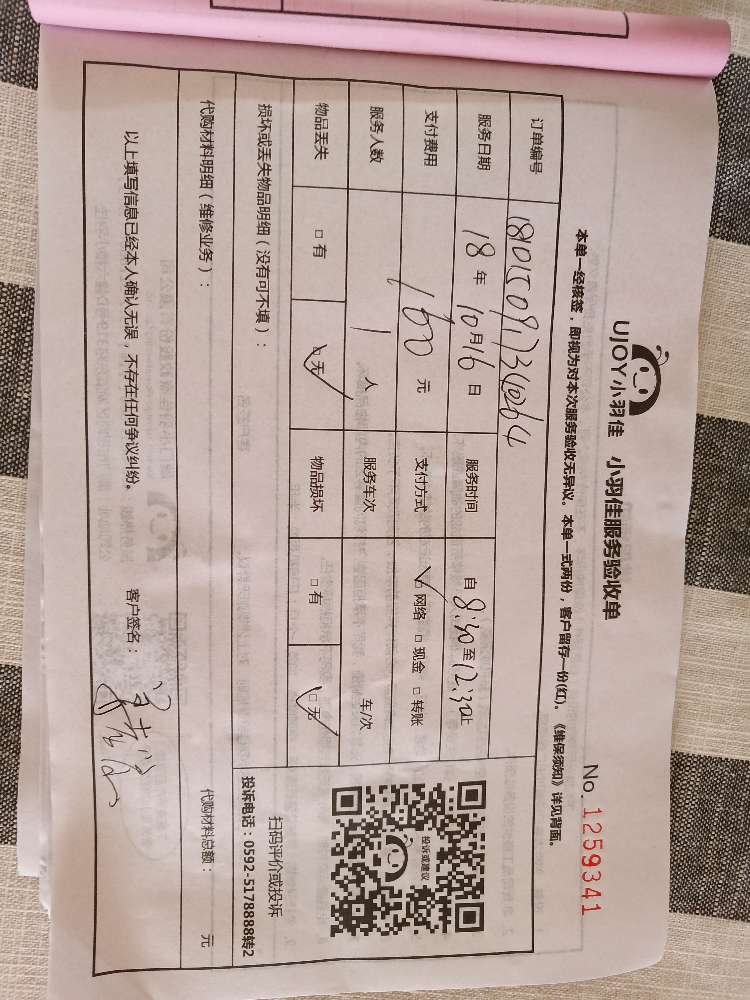 UJOY小羽佳 小羽佳服务验收单
No. 1259341
本单一经核签，即视为对本次服务验收无异议。本单一式两份，客户留存一份(红)。《维保须知》详见背面。
订单编号
服务日期 18年10月16日 服务时间 自8:30至12:30止
支付费用 160元 支付方式 ☑网络 □现金 □转账
服务人数 1人 服务车次 车/次
物品丢失 □有 ☑无 物品损坏 □有 ☑无
投诉或建议
扫码评价或投诉
投诉电话：0592-5178888转2
损坏或丢失物品明细（没有可不填）：
代购材料明细（维修业务）： 代购材料总额： 元
以上填写信息已经本人确认无误，不存在任何争议纠纷。 客户签名：